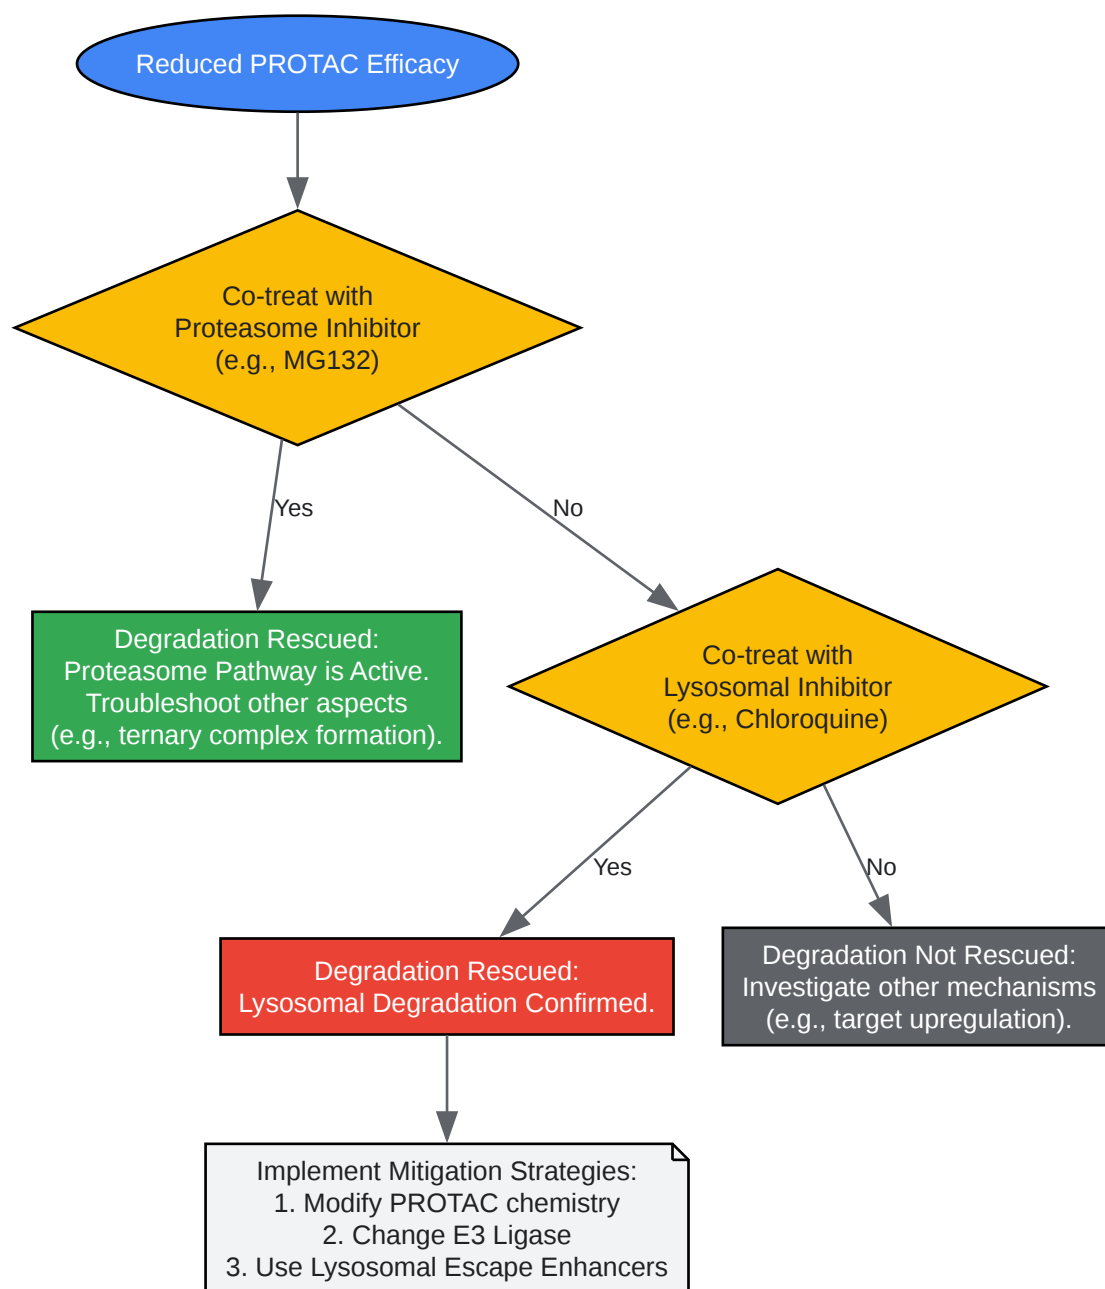 Reduced PROTAC Efficacy
Co-treat with
Proteasome Inhibitor
(e.g., MG132)
Yes
No
Degradation Rescued:
Proteasome Pathway is Active.
Troubleshoot other aspects
(e.g., ternary complex formation).
Co-treat with
Lysosomal Inhibitor
(e.g., Chloroquine)
Yes
No
Degradation Rescued:
Lysosomal Degradation Confirmed.
Degradation Not Rescued:
Investigate other mechanisms
(e.g., target upregulation).
Implement Mitigation Strategies:
1. Modify PROTAC chemistry
2. Change E3 Ligase
3. Use Lysosomal Escape Enhancers